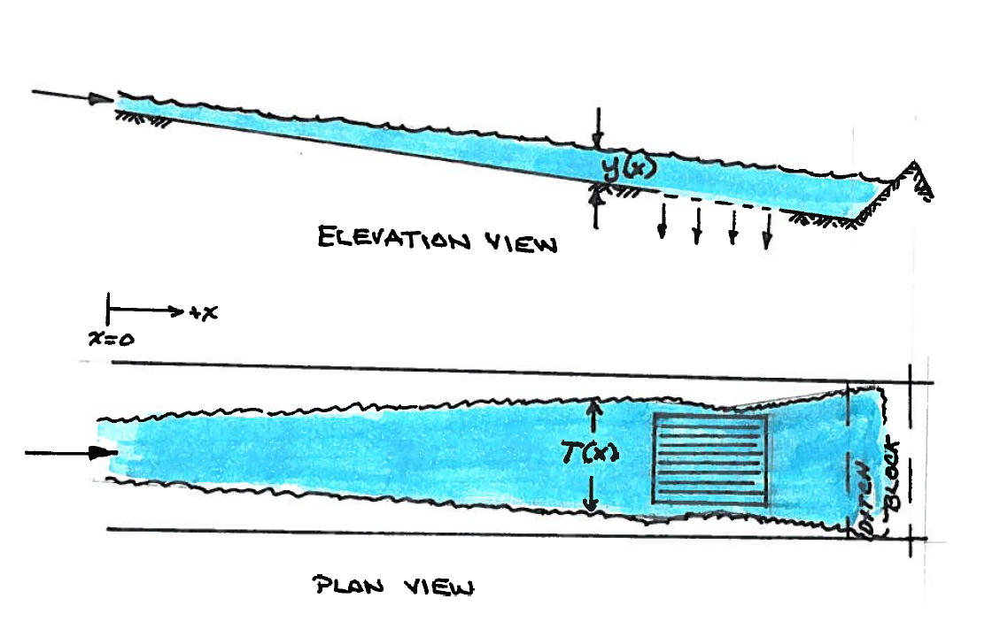 y(x)
ELEVATION VIEW
+x
x=0
T(x)
DITCH
BLOCK
PLAN VIEW